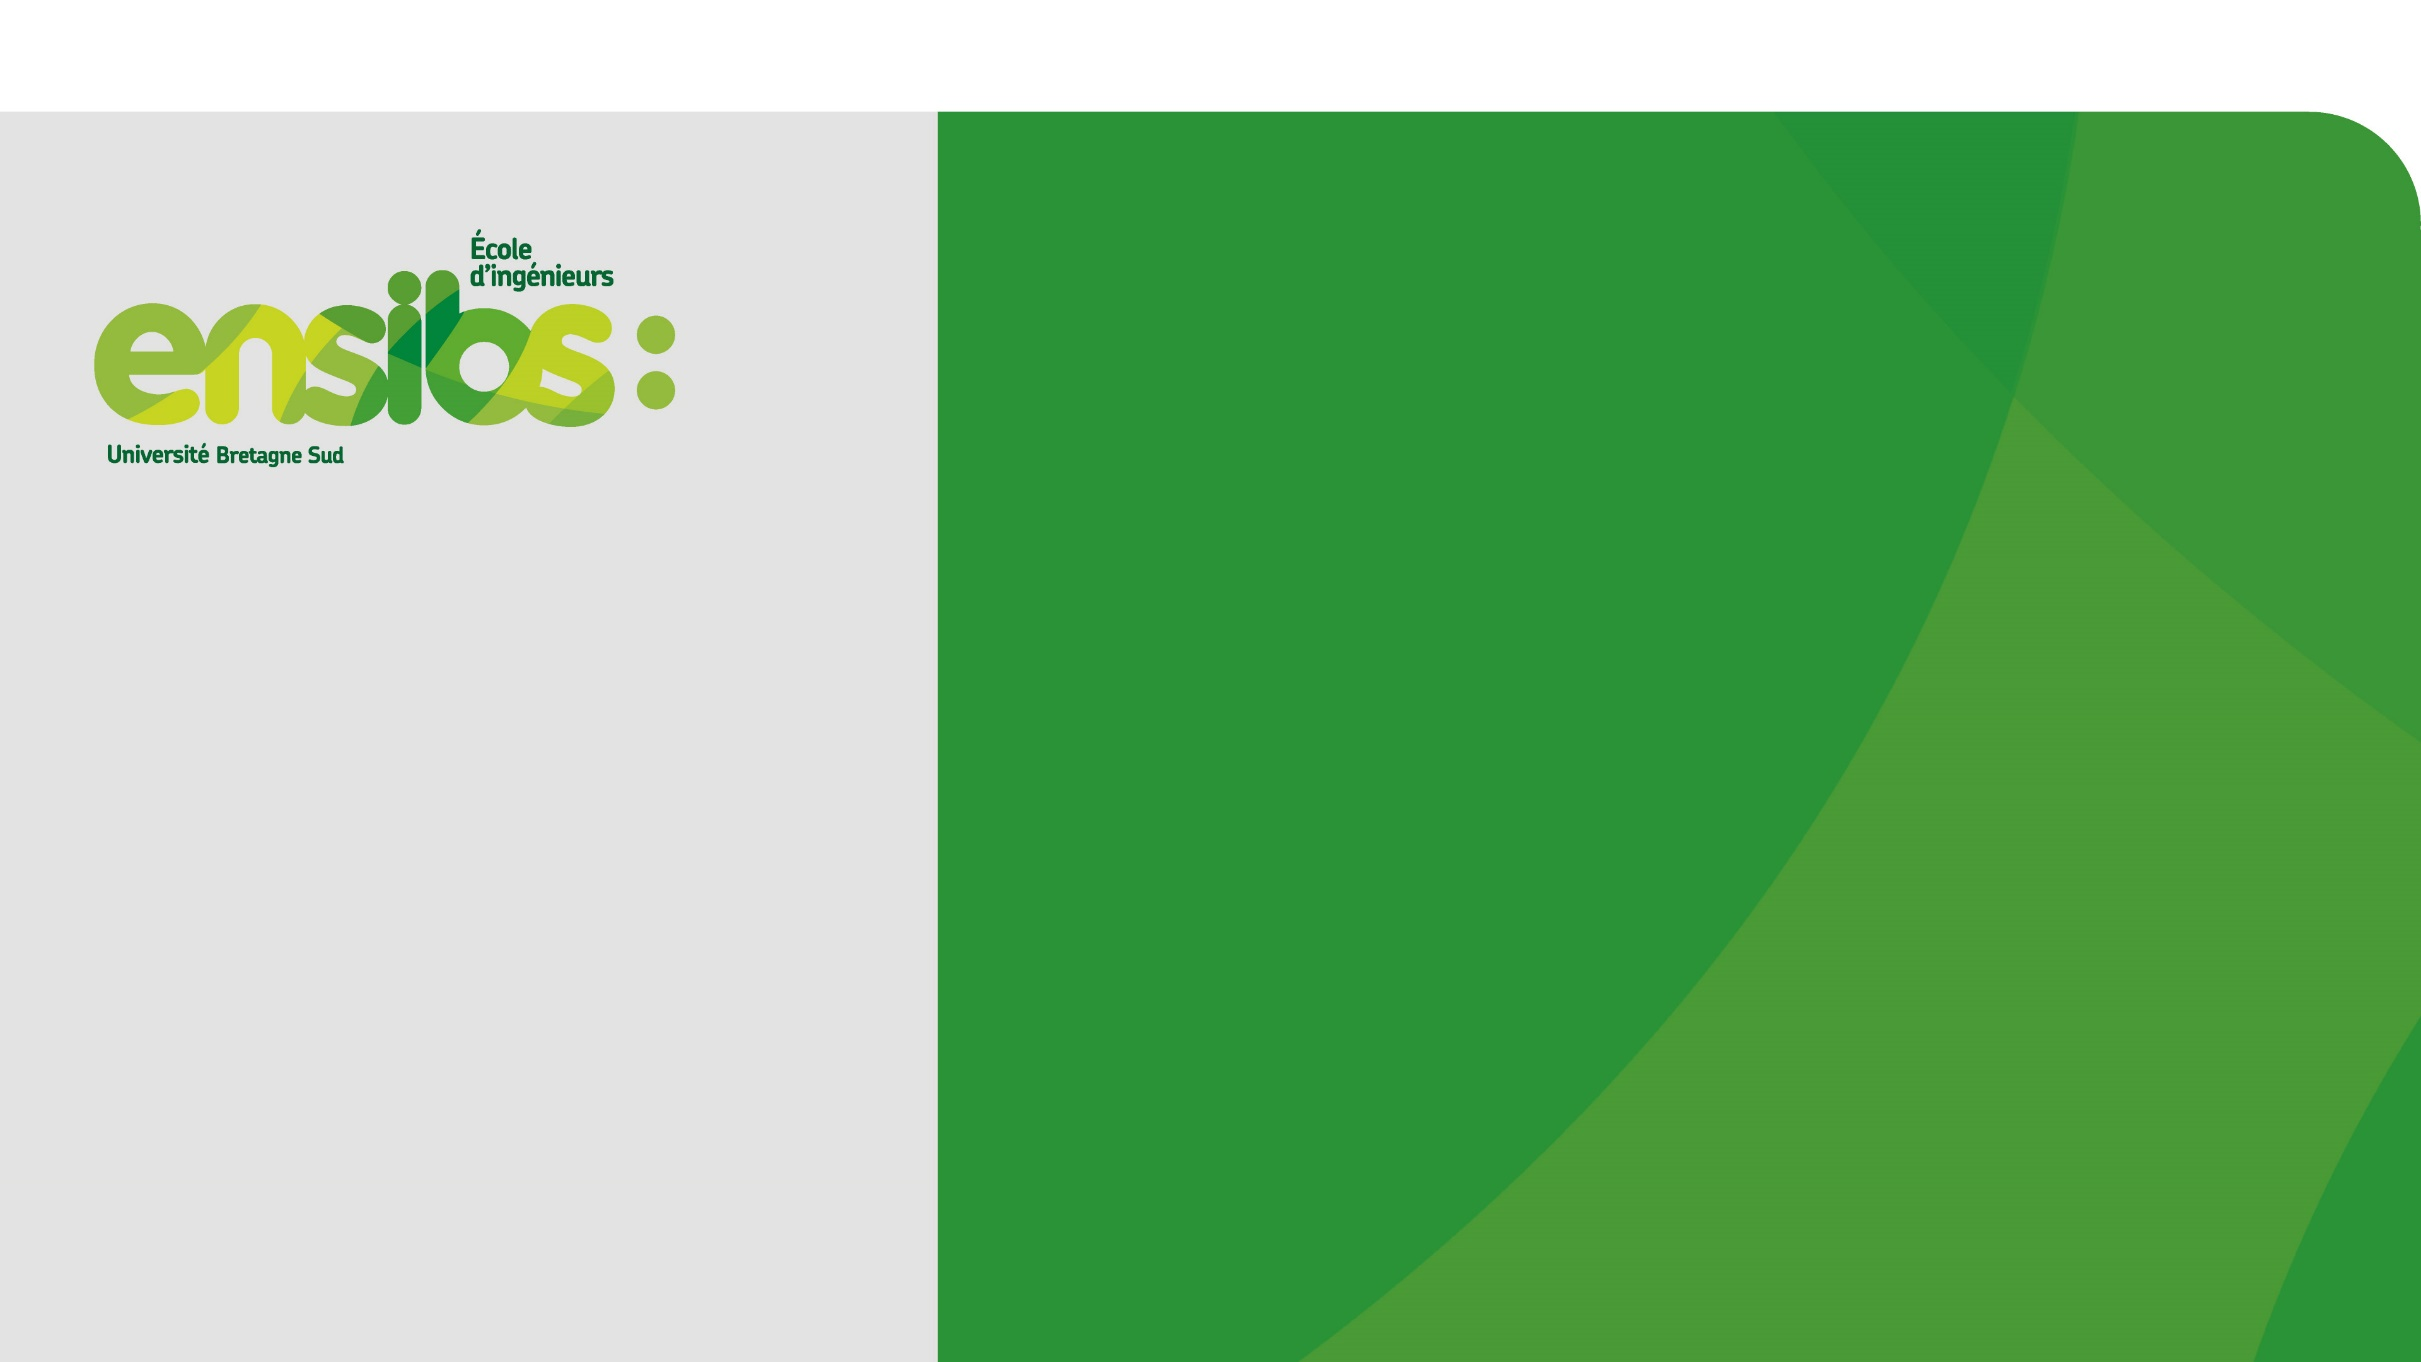 École
d'ingénieurs
ensibs:
Université Bretagne Sud